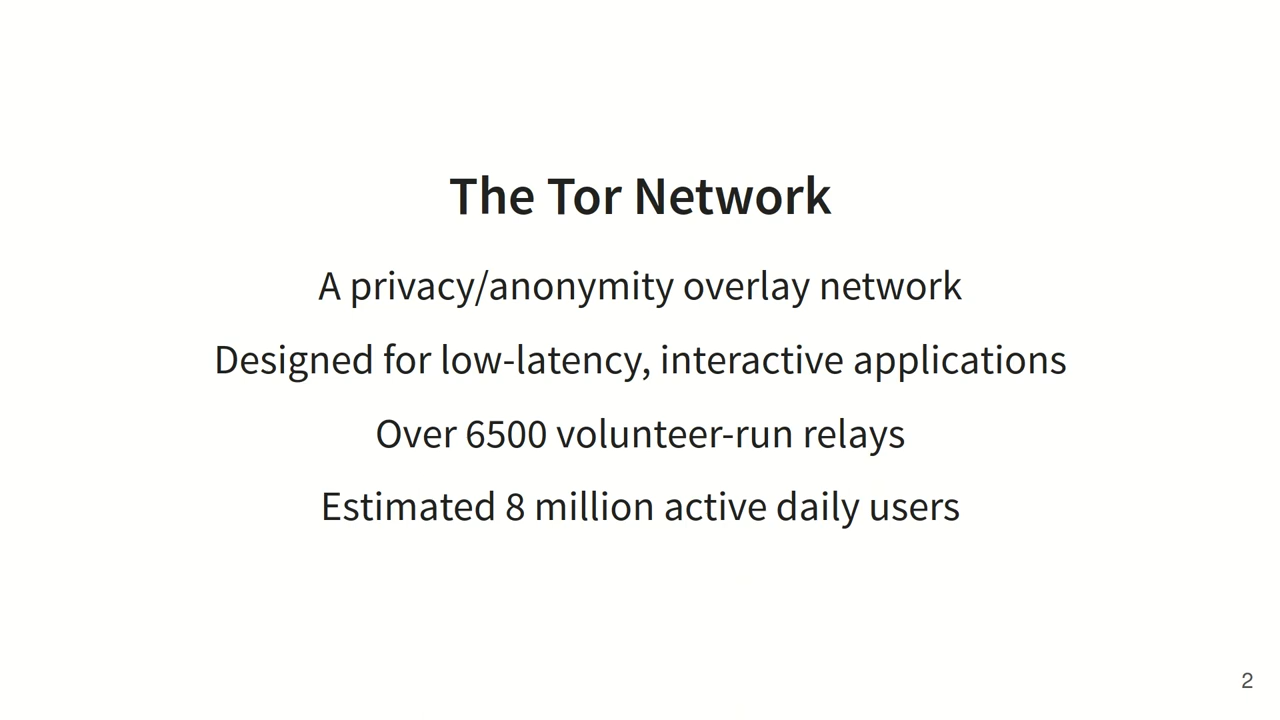 The Tor Network
A privacy/anonymity overlay network
Designed for low-latency, interactive applications
Over 6500 volunteer-run relays
Estimated 8 million active daily users
2